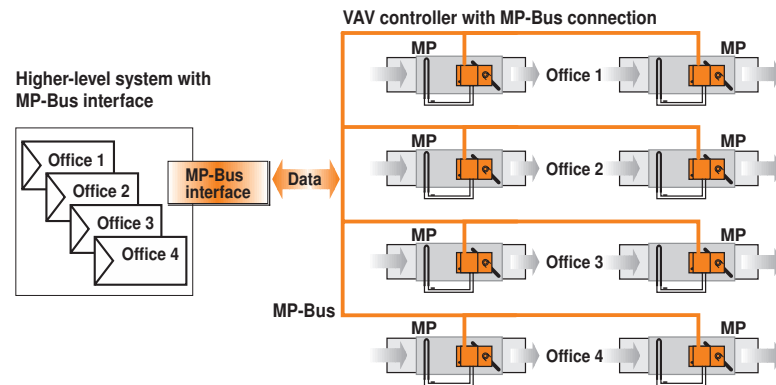 VAV controller with MP-Bus connection
Higher-level system with
MP-Bus interface
Office 1
Office 2
Office 3
Office 4
MP-Bus
interface
Data
MP-Bus
MP
Office 1
MP
MP
Office 2
MP
MP
Office 3
MP
MP
Office 4
MP